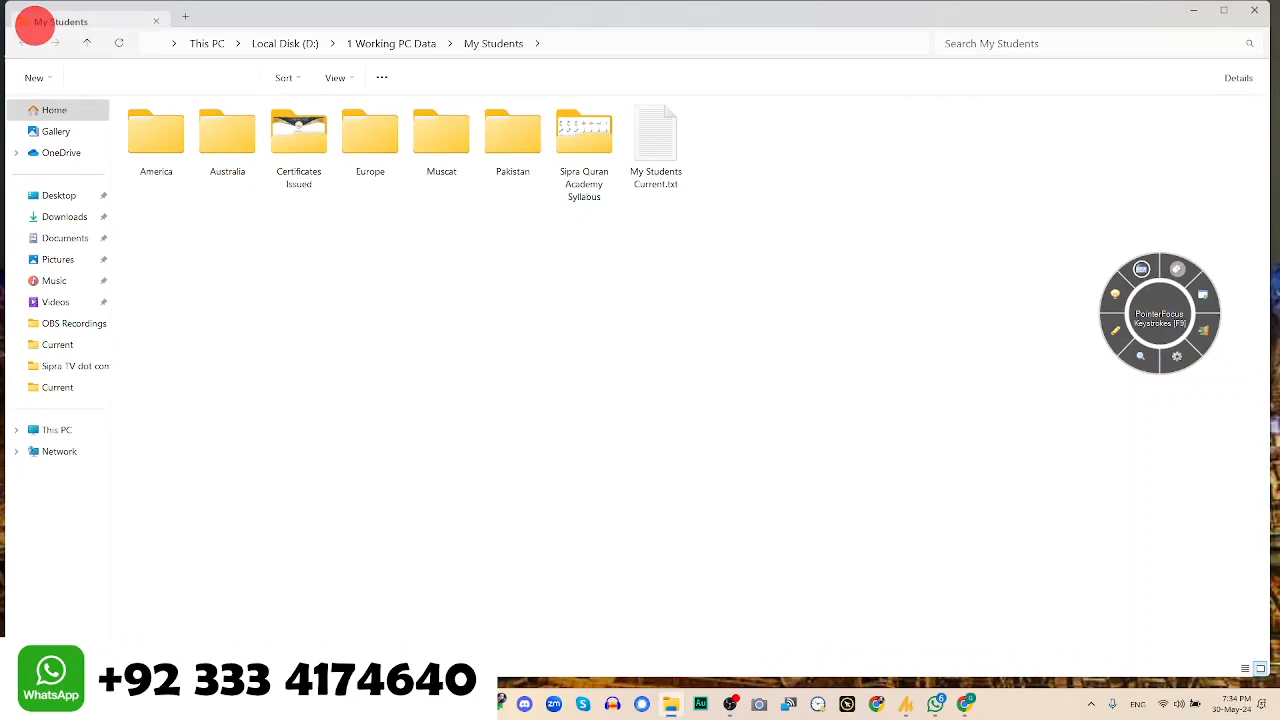 My Students
This PC
Local Disk (D:)
1 Working PC Data
My Students
Search My Students
New
Sort
View
Details
Home
Gallery
OneDrive
Desktop
Downloads
Documents
Pictures
Music
Videos
OBS Recordings
Current
Sipra TV dot com
Current
This PC
Network
America
Australia
Certificates
Issued
Europe
Muscat
Pakistan
Sipra Quran
Academy
Syllabus
My Students
Current.txt
PointerFocus
Keystrokes [F9]
WhatsApp
+92 333 4174640
zm
S
Au
6
G
ENG
7:34 PM
30-May-24